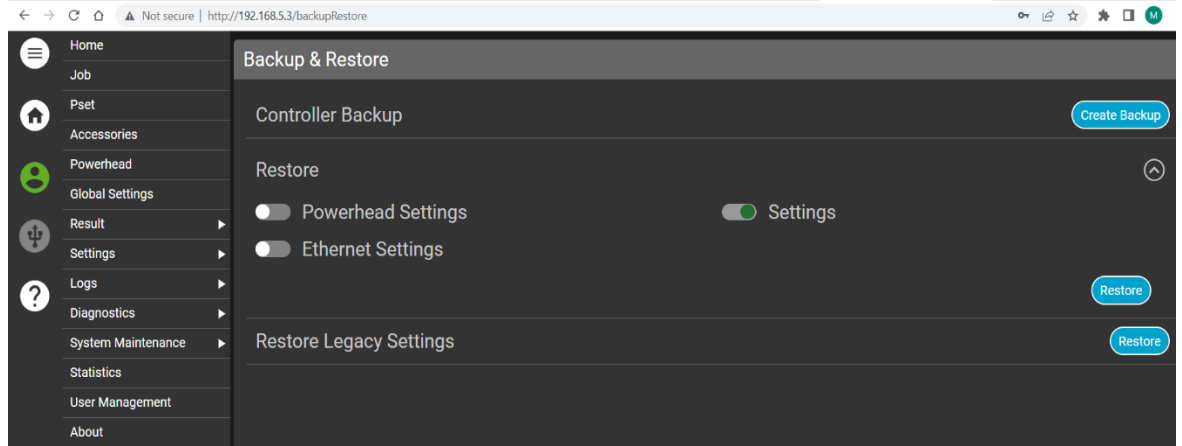 Not secure | http://192.168.5.3/backupRestore
M
Home
Job
Pset
Accessories
Powerhead
Global Settings
Result
Settings
Logs
Diagnostics
System Maintenance
Statistics
User Management
About
Backup & Restore
Controller Backup
Create Backup
Restore
Powerhead Settings
Settings
Ethernet Settings
Restore
Restore Legacy Settings
Restore